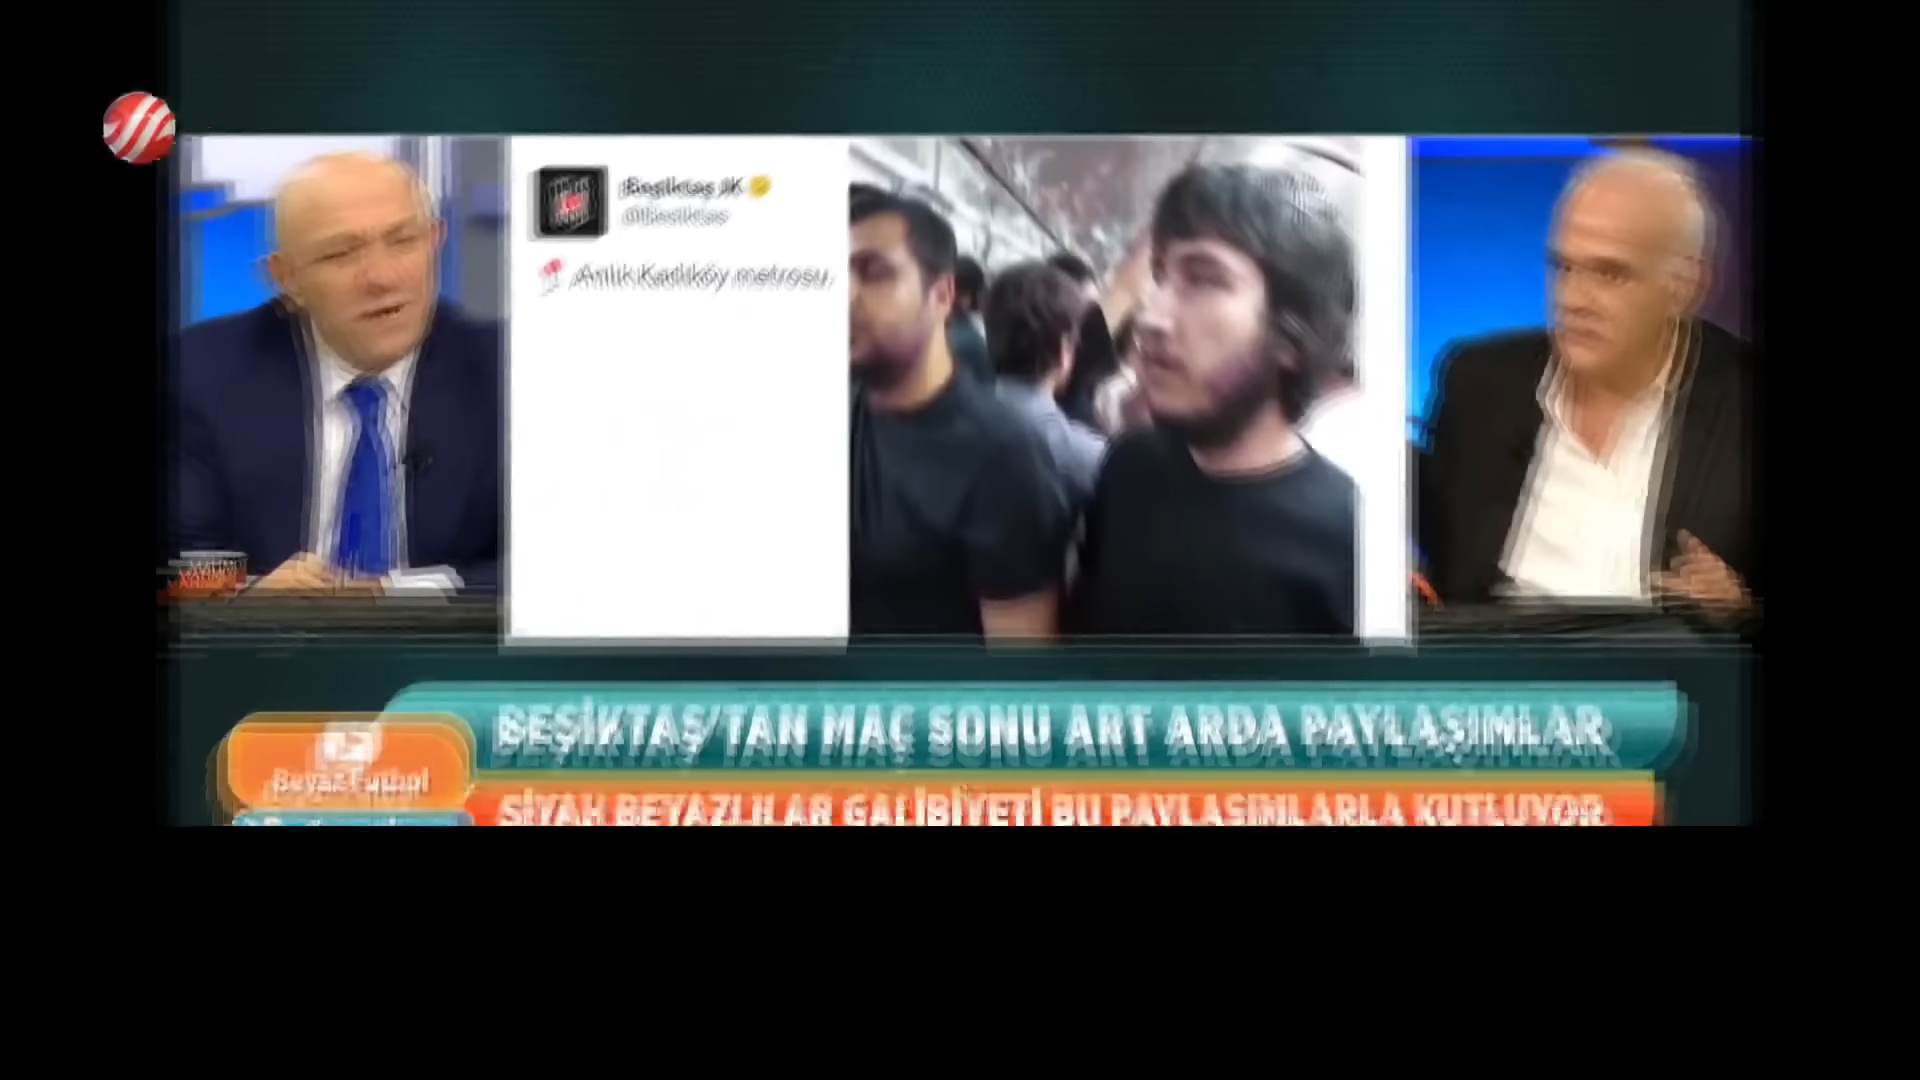 Beşiktaş JK
@Besiktas
Anlık Kadıköy metrosu.
BEŞİKTAŞ'TAN MAÇ SONU ART ARDA PAYLAŞIMLAR
Beyaz Futbol
SİYAH BEYAZLILAR GALİBİYETİ BU PAYLAŞIMLARLA KUTLUYOR